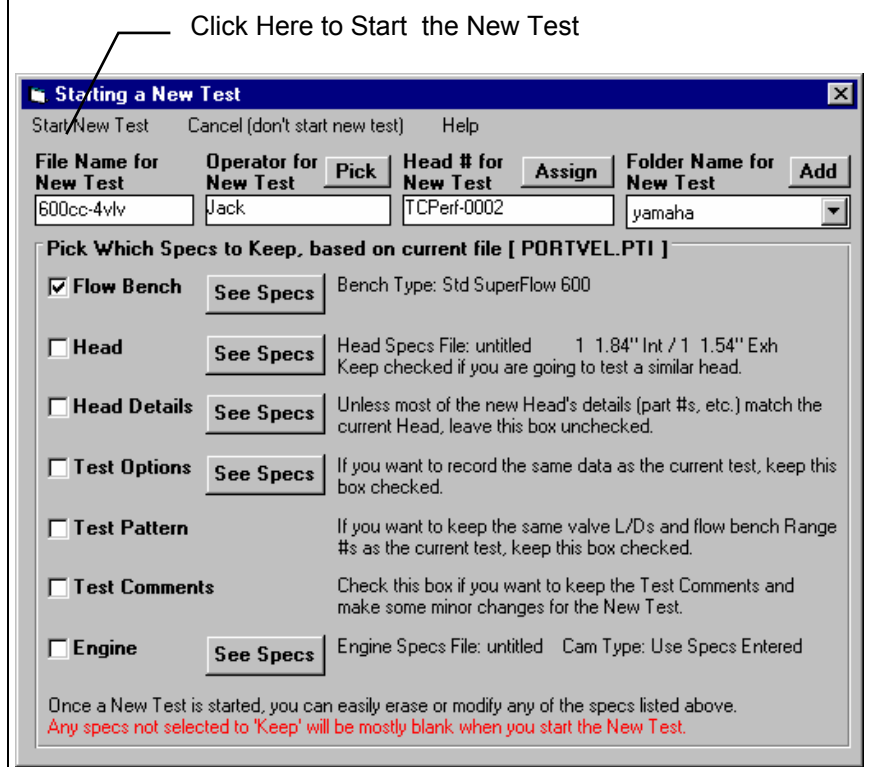 Click Here to Start the New Test
Starting a New Test
Start New Test Cancel (don't start new test) Help
File Name for New Test
Operator for New Test
Pick
Head # for New Test
Assign
Folder Name for New Test
Add
600cc-4vlv
Jack
TCPerf-0002
yamaha
Pick Which Specs to Keep, based on current file [ PORTVEL.PTI ]
Flow Bench
See Specs
Bench Type: Std SuperFlow 600
Head
See Specs
Head Specs File: untitled 1 1.84" Int / 1 1.54" Exh
Keep checked if you are going to test a similar head.
Head Details
See Specs
Unless most of the new Head's details (part #s, etc.) match the
current Head, leave this box unchecked.
Test Options
See Specs
If you want to record the same data as the current test, keep this
box checked.
Test Pattern
If you want to keep the same valve L/Ds and flow bench Range
#s as the current test, keep this box checked.
Test Comments
Check this box if you want to keep the Test Comments and
make some minor changes for the New Test.
Engine
See Specs
Engine Specs File: untitled Cam Type: Use Specs Entered
Once a New Test is started, you can easily erase or modify any of the specs listed above.
Any specs not selected to 'Keep' will be mostly blank when you start the New Test.